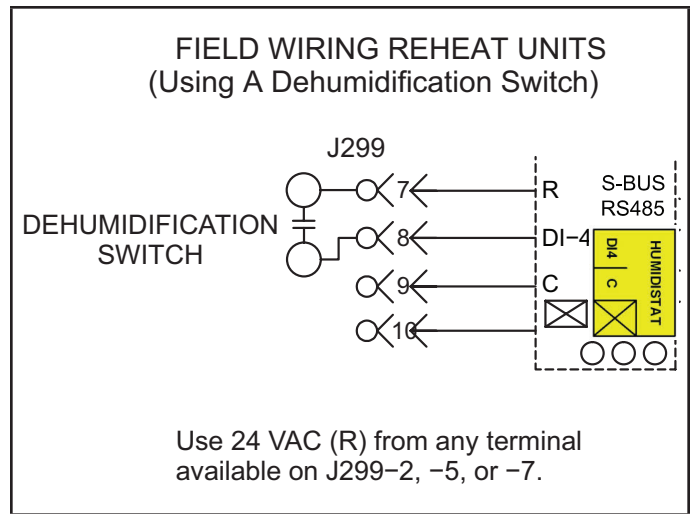 FIELD WIRING REHEAT UNITS
(Using A Dehumidification Switch)
J299
DEHUMIDIFICATION
SWITCH
7
R
8
DI−4
9
C
10
S-BUS
RS485
DI4
C
HUMIDISTAT
Use 24 VAC (R) from any terminal
available on J299−2, −5, or −7.